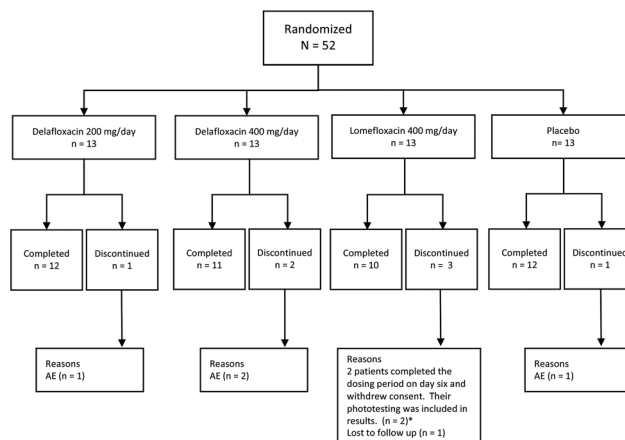 Randomized
N = 52
Delafloxacin 200 mg/day
n = 13
Delafloxacin 400 mg/day
n = 13
Lomefloxacin 400 mg/day
n = 13
Placebo
n= 13
Completed
n = 12
Discontinued
n = 1
Completed
n = 11
Discontinued
n = 2
Completed
n = 10
Discontinued
n =  3
Completed
n = 12
Discontinued
n = 1
Reasons
AE (n = 1)
Reasons
AE (n = 2)
Reasons
2 patients completed the
dosing period on day six and
withdrew consent.  Their
phototesting was included in
results.  (n = 2)*
Lost to follow up (n = 1)
Reasons
AE (n = 1)